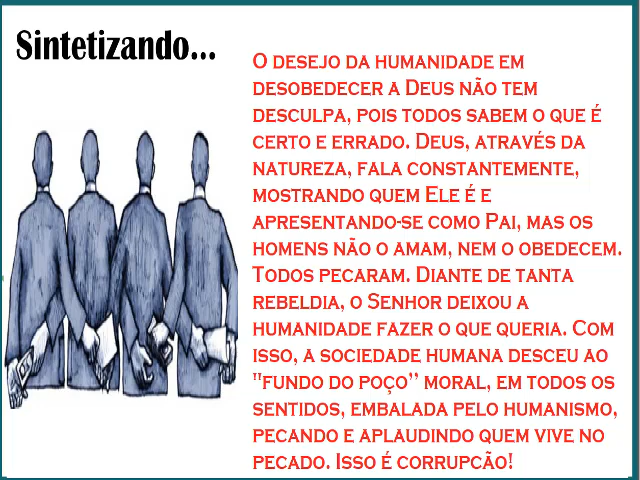 Sintetizando...
O DESEJO DA HUMANIDADE EM
DESOBEDECER A DEUS NÃO TEM
DESCULPA, POIS TODOS SABEM O QUE É
CERTO E ERRADO. DEUS, ATRAVÉS DA
NATUREZA, FALA CONSTANTEMENTE,
MOSTRANDO QUEM ELE É E
APRESENTANDO-SE COMO PAI, MAS OS
HOMENS NÃO O AMAM, NEM O OBEDECEM.
TODOS PECARAM. DIANTE DE TANTA
REBELDIA, O SENHOR DEIXOU A
HUMANIDADE FAZER O QUE QUERIA. COM
ISSO, A SOCIEDADE HUMANA DESCEU AO
"FUNDO DO POÇO” MORAL, EM TODOS OS
SENTIDOS, EMBALADA PELO HUMANISMO,
PECANDO E APLAUDINDO QUEM VIVE NO
PECADO. ISSO É CORRUPCÃO!